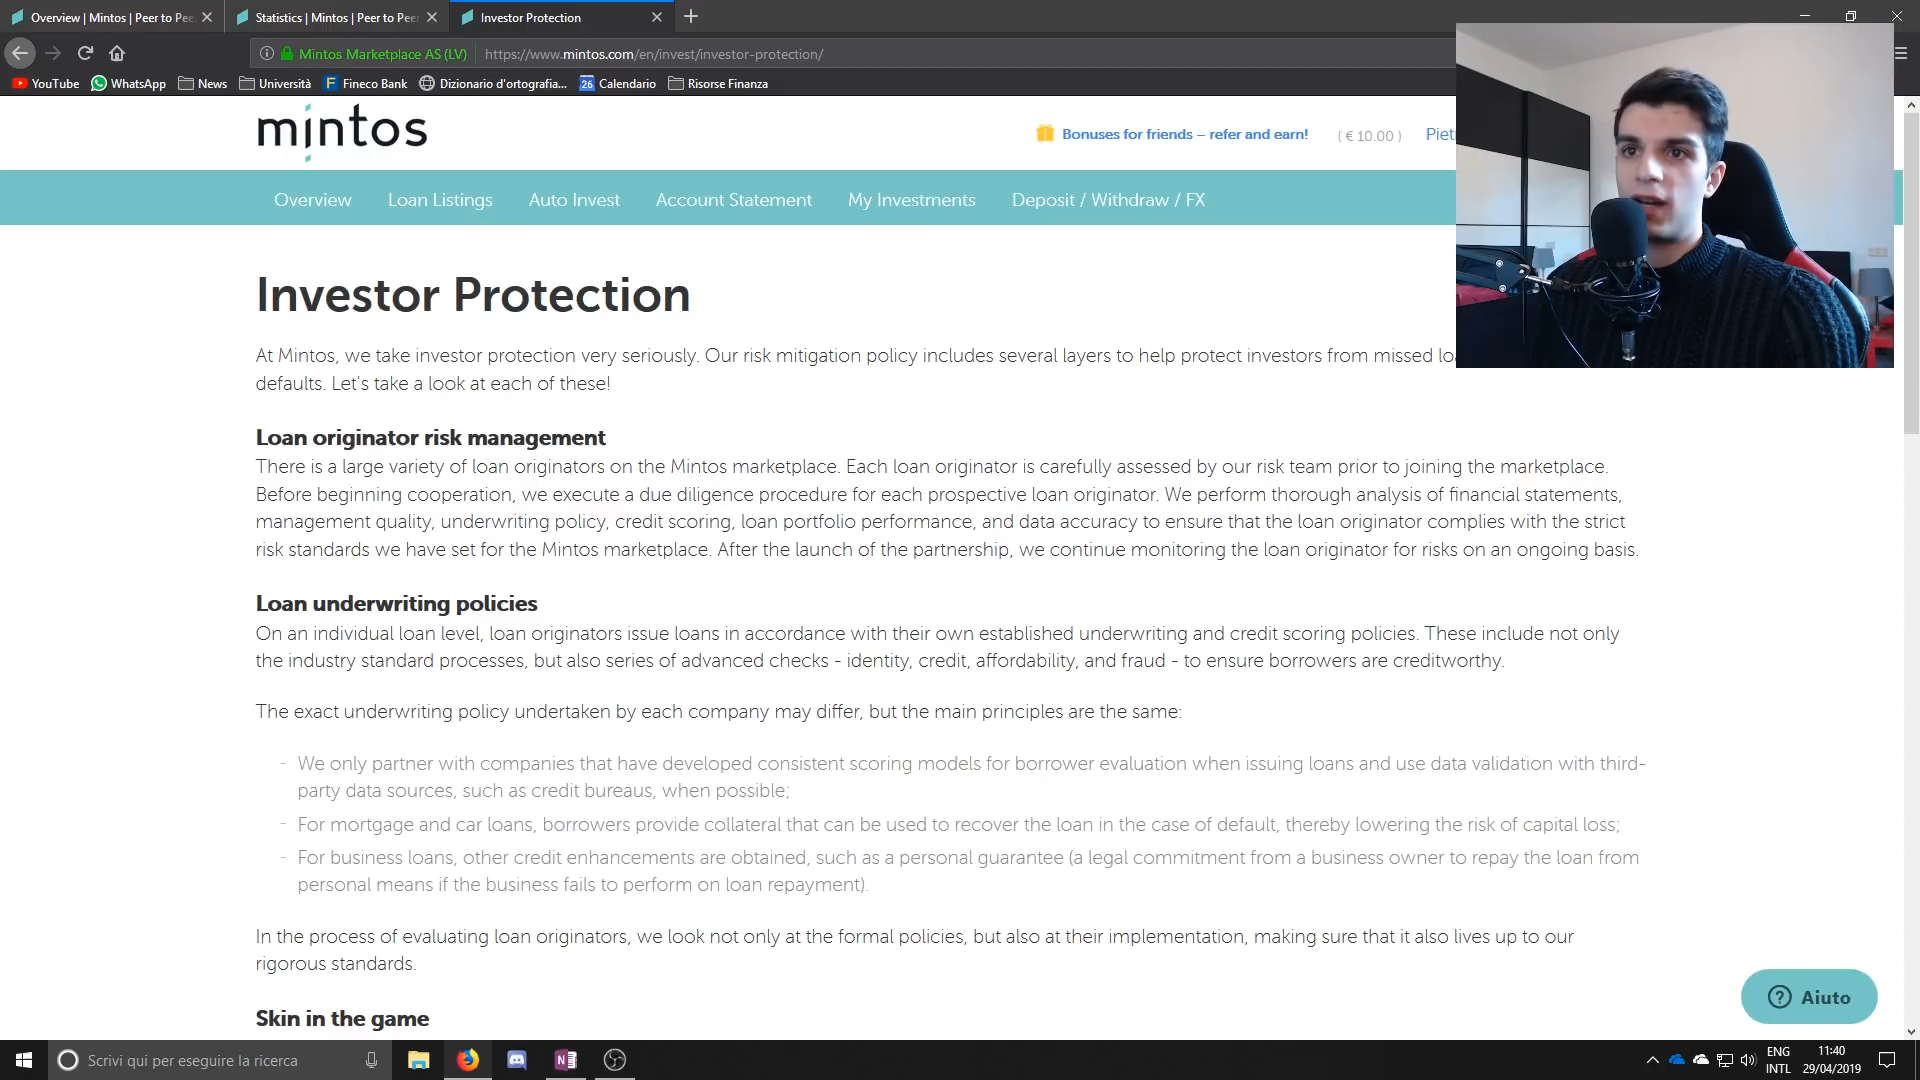 Overview | Mintos | Peer to Pee
Statistics | Mintos | Peer to Peer
Investor Protection
Mintos Marketplace AS (LV)
https://www.mintos.com/en/invest/investor-protection/
YouTube
WhatsApp
News
Università
Fineco Bank
Dizionario d'ortografia...
26
Calendario
Risorse Finanza
mintos
Bonuses for friends – refer and earn!
( € 10.00 )
Piet
Overview
Loan Listings
Auto Invest
Account Statement
My Investments
Deposit / Withdraw / FX
Investor Protection
At Mintos, we take investor protection very seriously. Our risk mitigation policy includes several layers to help protect investors from missed lo
defaults. Let's take a look at each of these!
Loan originator risk management
There is a large variety of loan originators on the Mintos marketplace. Each loan originator is carefully assessed by our risk team prior to joining the marketplace.
Before beginning cooperation, we execute a due diligence procedure for each prospective loan originator. We perform thorough analysis of financial statements,
management quality, underwriting policy, credit scoring, loan portfolio performance, and data accuracy to ensure that the loan originator complies with the strict
risk standards we have set for the Mintos marketplace. After the launch of the partnership, we continue monitoring the loan originator for risks on an ongoing basis.
Loan underwriting policies
On an individual loan level, loan originators issue loans in accordance with their own established underwriting and credit scoring policies. These include not only
the industry standard processes, but also series of advanced checks - identity, credit, affordability, and fraud - to ensure borrowers are creditworthy.
The exact underwriting policy undertaken by each company may differ, but the main principles are the same:
- We only partner with companies that have developed consistent scoring models for borrower evaluation when issuing loans and use data validation with third-
party data sources, such as credit bureaus, when possible;
- For mortgage and car loans, borrowers provide collateral that can be used to recover the loan in the case of default, thereby lowering the risk of capital loss;
- For business loans, other credit enhancements are obtained, such as a personal guarantee (a legal commitment from a business owner to repay the loan from
personal means if the business fails to perform on loan repayment).
In the process of evaluating loan originators, we look not only at the formal policies, but also at their implementation, making sure that it also lives up to our
rigorous standards.
Skin in the game
Aiuto
Scrivi qui per eseguire la ricerca
ENG
INTL
11:40
29/04/2019